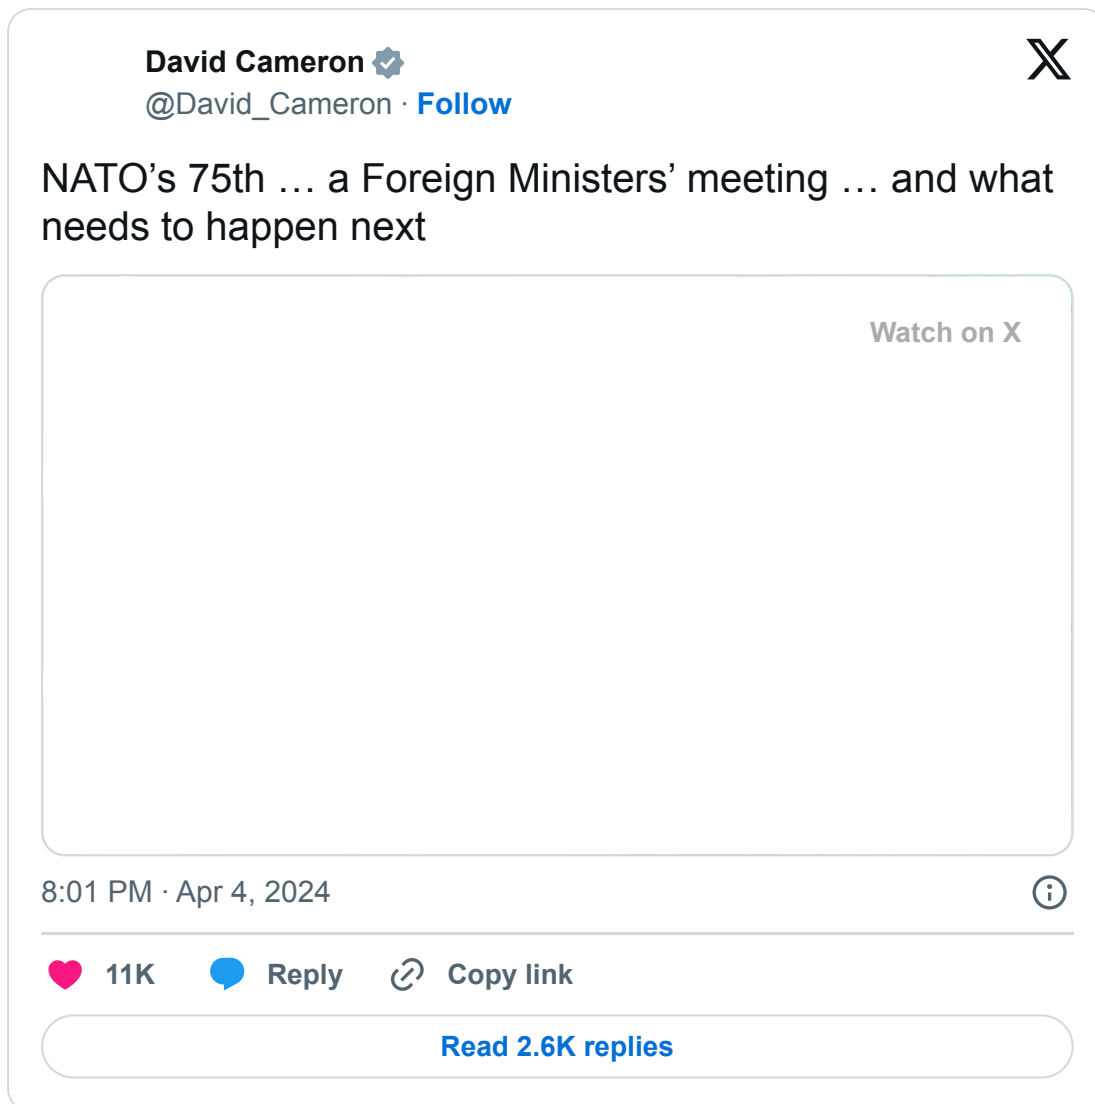 David Cameron
@David_Cameron · Follow
NATO’s 75th … a Foreign Ministers’ meeting … and what
needs to happen next
Watch on X
8:01 PM · Apr 4, 2024
11K Reply Copy link
Read 2.6K replies